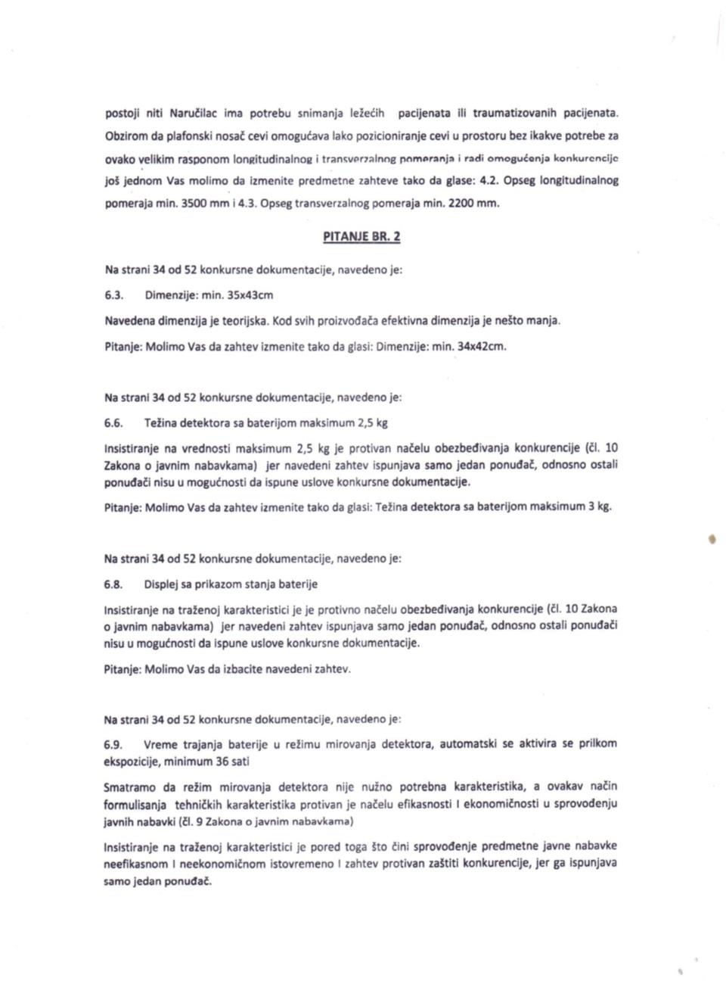 postoji niti Naručilac ima potrebu snimanja ležećih pacijenata ili traumatizovanih pacijenata.
Obzirom da plafonski nosač cevi omogućava lako pozicioniranje cevi u prostoru bez ikakve potrebe za
ovako velikim rasponom longitudinalnog i transverzalnog pomeranja i radi omogućenja konkurencije
još jednom Vas molimo da izmenite predmetne zahteve tako da glase: 4.2. Opseg longitudinalnog
pomeraja min. 3500 mm i 4.3. Opseg transverzalnog pomeraja min. 2200 mm.
PITANJE BR. 2
Na strani 34 od 52 konkursne dokumentacije, navedeno je:
6.3. Dimenzije: min. 35x43cm
Navedena dimenzija je teorijska. Kod svih proizvođača efektivna dimenzija je nešto manja.
Pitanje: Molimo Vas da zahtev izmenite tako da glasi: Dimenzije: min. 34x42cm.
Na strani 34 od 52 konkursne dokumentacije, navedeno je:
6.6. Težina detektora sa baterijom maksimum 2,5 kg
Insistiranje na vrednosti maksimum 2,5 kg je protivan načelu obezbeđivanja konkurencije (čl. 10
Zakona o javnim nabavkama) jer navedeni zahtev ispunjava samo jedan ponuđač, odnosno ostali
ponuđači nisu u mogućnosti da ispune uslove konkursne dokumentacije.
Pitanje: Molimo Vas da zahtev izmenite tako da glasi: Težina detektora sa baterijom maksimum 3 kg.
Na strani 34 od 52 konkursne dokumentacije, navedeno je:
6.8. Displej sa prikazom stanja baterije
Insistiranje na traženoj karakteristici je je protivno načelu obezbeđivanja konkurencije (čl. 10 Zakona
o javnim nabavkama) jer navedeni zahtev ispunjava samo jedan ponuđač, odnosno ostali ponuđači
nisu u mogućnosti da ispune uslove konkursne dokumentacije.
Pitanje: Molimo Vas da izbacite navedeni zahtev.
Na strani 34 od 52 konkursne dokumentacije, navedeno je:
6.9. Vreme trajanja baterije u režimu mirovanja detektora, automatski se aktivira se prilkom
ekspozicije, minimum 36 sati
Smatramo da režim mirovanja detektora nije nužno potrebna karakteristika, a ovakav način
formulisanja tehničkih karakteristika protivan je načelu efikasnosti I ekonomičnosti u sprovođenju
javnih nabavki (čl. 9 Zakona o javnim nabavkama)
Insistiranje na traženoj karakteristici je pored toga što čini sprovođenje predmetne javne nabavke
neefikasnom I neekonomičnom istovremeno I zahtev protivan zaštiti konkurencije, jer ga ispunjava
samo jedan ponuđač.